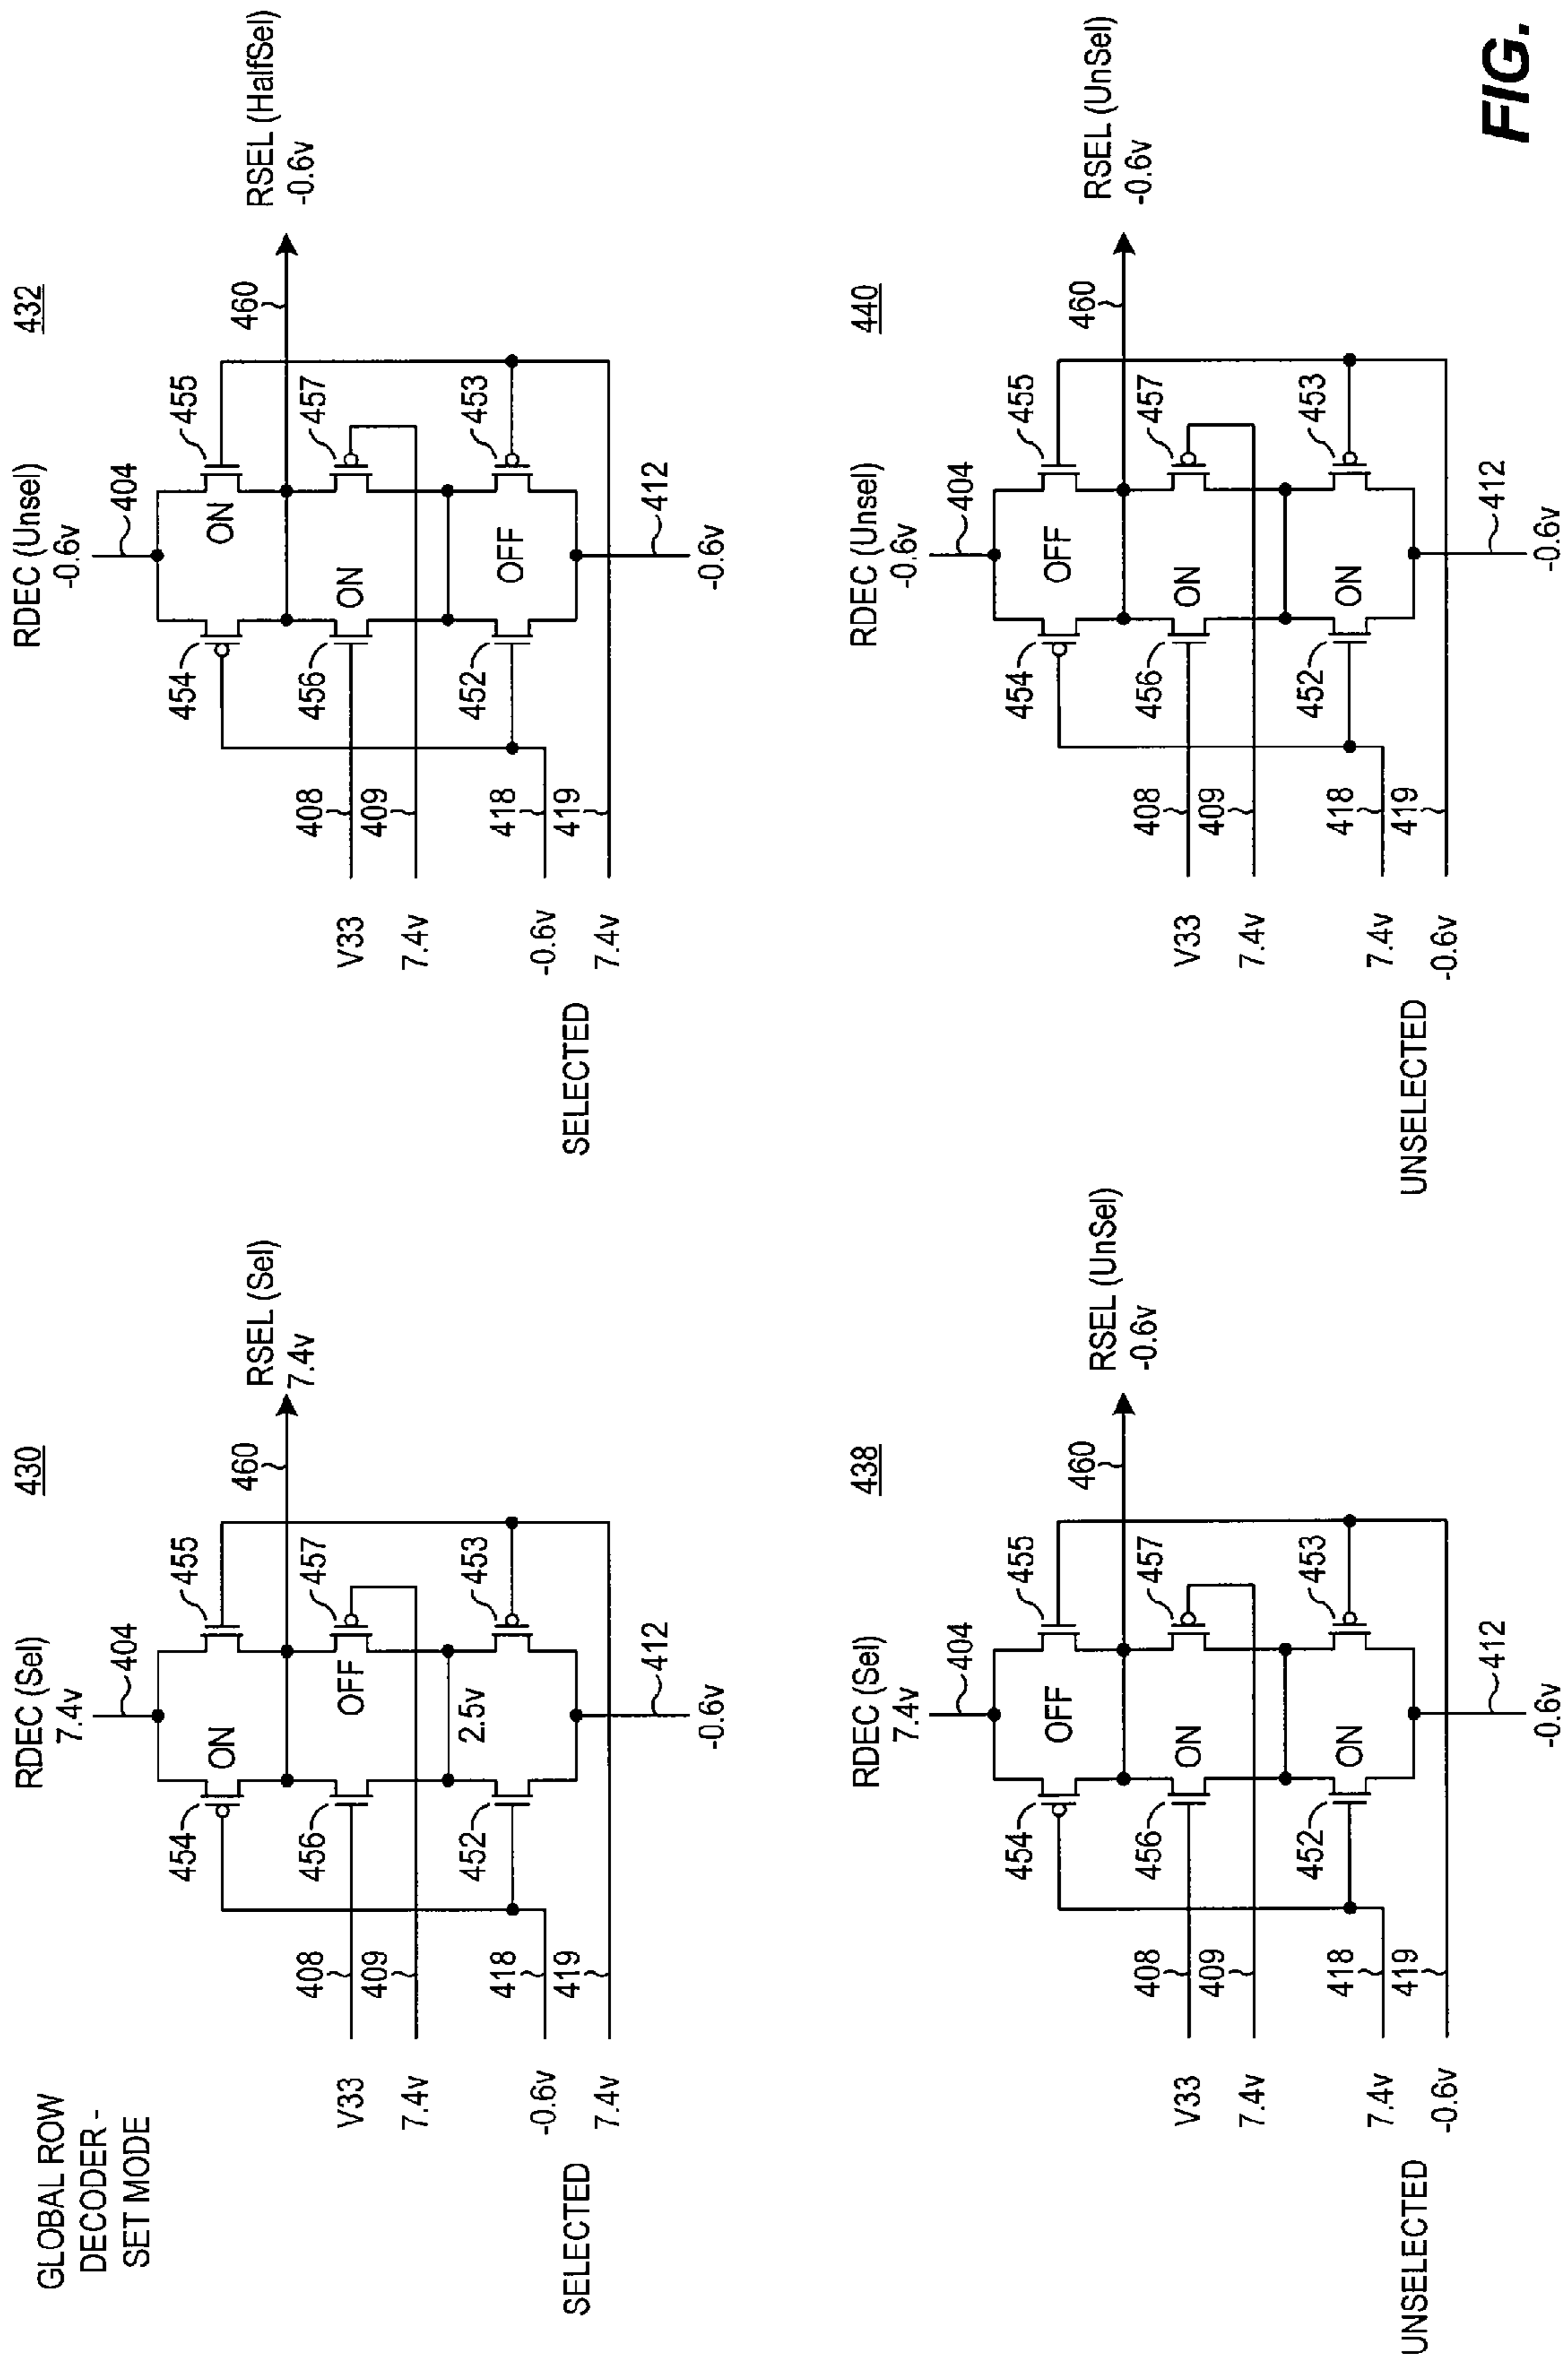 GLOBAL ROW
DECODER -
SET MODE
430
RDEC (Sel)
7.4v
404
454
ON
455
RSEL (Sel)
7.4v
460
456
OFF
457
2.5v
452
453
408
409
418
419
V33
7.4v
-0.6v
7.4v
SELECTED
412
-0.6v
432
RDEC (Unsel)
-0.6v
404
454
ON
455
RSEL (HalfSel)
-0.6v
460
456
ON
457
452
OFF
453
408
409
418
419
V33
7.4v
-0.6v
7.4v
SELECTED
412
-0.6v
438
RDEC (Sel)
7.4v
404
454
OFF
455
RSEL (UnSel)
-0.6v
460
456
ON
457
452
ON
453
408
409
418
419
V33
7.4v
7.4v
-0.6v
UNSELECTED
412
-0.6v
440
RDEC (Unsel)
-0.6v
404
454
OFF
455
RSEL (UnSel)
-0.6v
460
456
ON
457
452
ON
453
408
409
418
419
V33
7.4v
7.4v
-0.6v
UNSELECTED
412
-0.6v
FIG.